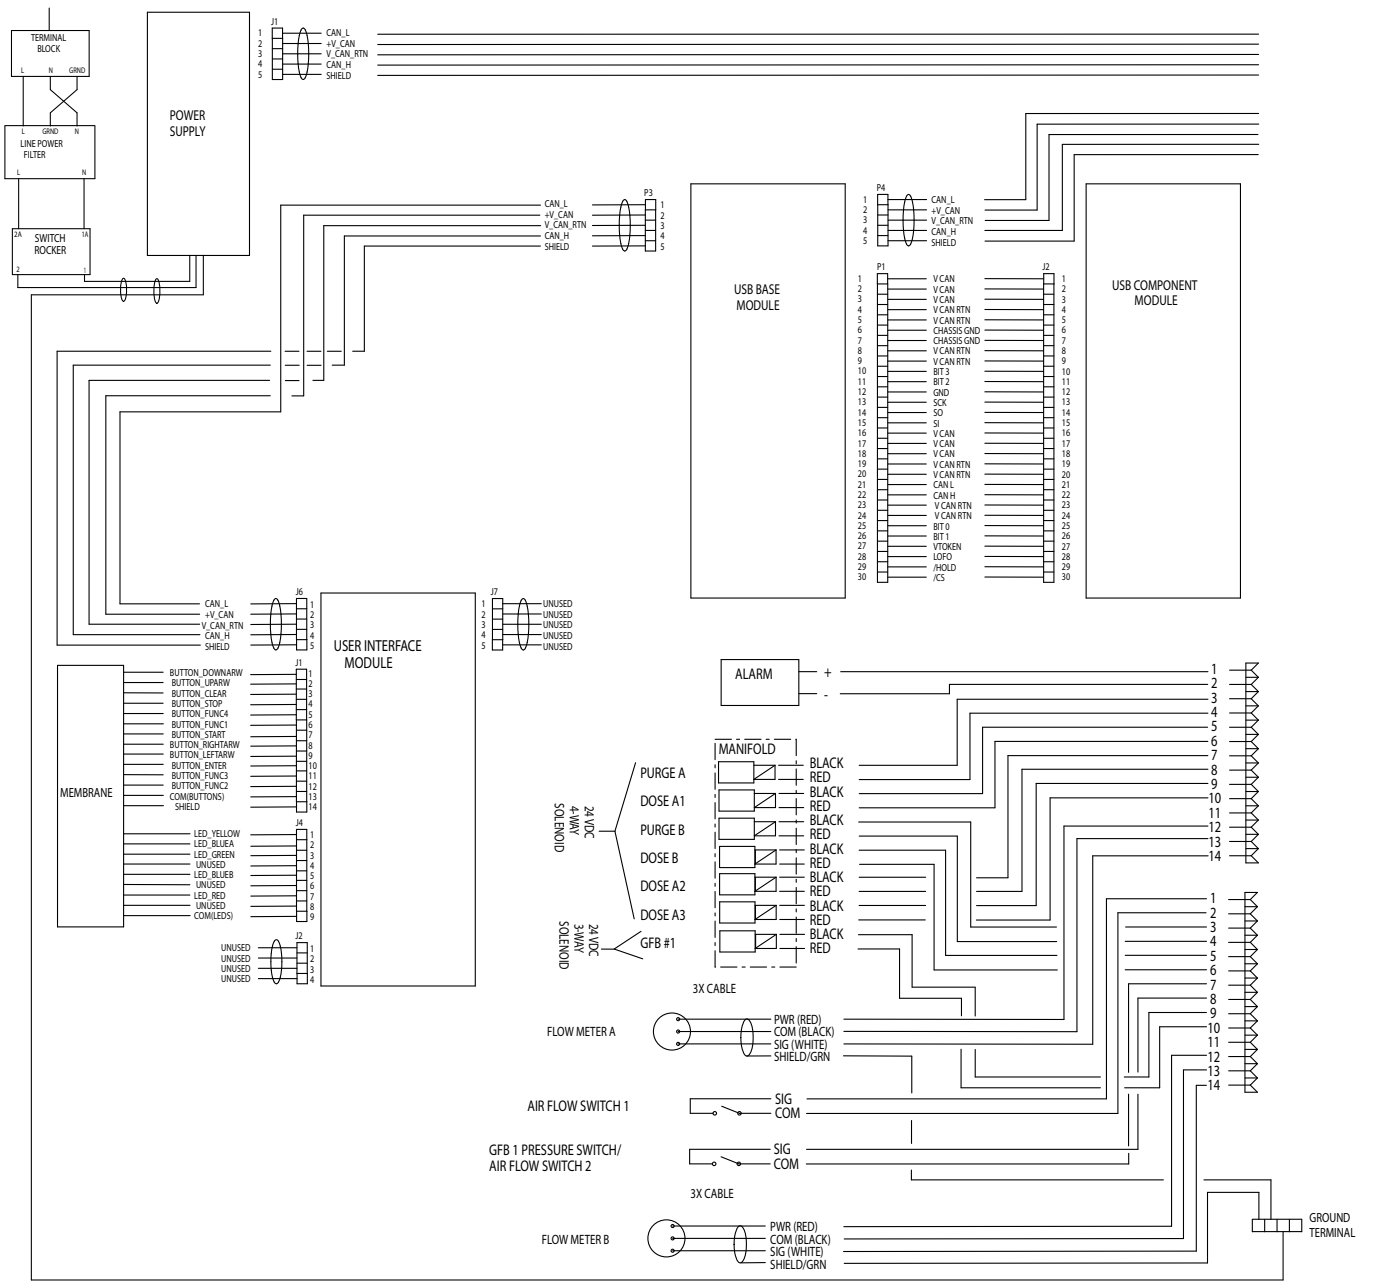 TERMINAL
BLOCK
L N GRND
L GRND N
LINE POWER
FILTER
L N
2A 1A
SWITCH
ROCKER
2 1
POWER
SUPPLY
J1
1 CAN_L
2 +V_CAN
3 V_CAN_RTN
4 CAN_H
5 SHIELD
P3
CAN_L 1
+V_CAN 2
V_CAN_RTN 3
CAN_H 4
SHIELD 5
USB BASE
MODULE
P4
1 CAN_L
2 +V_CAN
3 V_CAN_RTN
4 CAN_H
5 SHIELD
USB COMPONENT
MODULE
P1 J2
1 V CAN 1
2 V CAN 2
3 V CAN 3
4 V CAN RTN 4
5 V CAN RTN 5
6 CHASSIS GND 6
7 CHASSIS GND 7
8 V CAN RTN 8
9 V CAN RTN 9
10 BIT 3 10
11 BIT 2 11
12 GND 12
13 SCK 13
14 SO 14
15 SI 15
16 V CAN 16
17 V CAN 17
18 V CAN 18
19 V CAN RTN 19
20 V CAN RTN 20
21 CAN L 21
22 CAN H 22
23 V CAN RTN 23
24 V CAN RTN 24
25 BIT 0 25
26 BIT 1 26
27 VTOKEN 27
28 LOFO 28
29 /HOLD 29
30 /CS 30
J6
CAN_L 1
+V_CAN 2
V_CAN_RTN 3
CAN_H 4
SHIELD 5
USER INTERFACE
MODULE
J7
1 UNUSED
2 UNUSED
3 UNUSED
4 UNUSED
5 UNUSED
MEMBRANE
J1
BUTTON_DOWNARW 1
BUTTON_UPARW 2
BUTTON_CLEAR 3
BUTTON_STOP 4
BUTTON_FUNC4 5
BUTTON_FUNC1 6
BUTTON_START 7
BUTTON_RIGHTARW 8
BUTTON_LEFTARW 9
BUTTON_ENTER 10
BUTTON_FUNC3 11
BUTTON_FUNC2 12
COM(BUTTONS) 13
SHIELD 14
J4
LED_YELLOW 1
LED_BLUEA 2
LED_GREEN 3
UNUSED 4
LED_BLUEB 5
UNUSED 6
LED_RED 7
UNUSED 8
COM(LEDS) 9
J2
UNUSED 1
UNUSED 2
UNUSED 3
UNUSED 4
ALARM
+
-
MANIFOLD
24 VDC
4-WAY
SOLENOID
PURGE A
BLACK
RED
DOSE A1
BLACK
RED
PURGE B
BLACK
RED
DOSE B
BLACK
RED
DOSE A2
BLACK
RED
DOSE A3
BLACK
RED
24 VDC
3-WAY
SOLENOID
GFB #1
BLACK
RED
1
2
3
4
5
6
7
8
9
10
11
12
13
14
1
2
3
4
5
6
7
8
9
10
11
12
13
14
3X CABLE
FLOW METER A
PWR (RED)
COM (BLACK)
SIG (WHITE)
SHIELD/GRN
AIR FLOW SWITCH 1
SIG
COM
GFB 1 PRESSURE SWITCH/
AIR FLOW SWITCH 2
SIG
COM
3X CABLE
FLOW METER B
PWR (RED)
COM (BLACK)
SIG (WHITE)
SHIELD/GRN
GROUND
TERMINAL